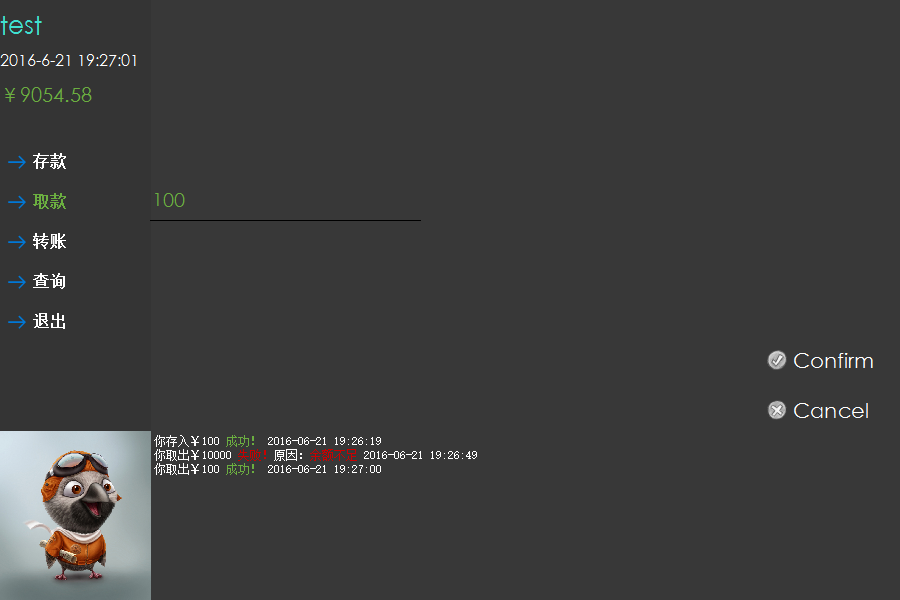 test
2016-6-21 19:27:01
￥9054.58
存款
取款
转账
查询
退出
100
Confirm
Cancel
你存入￥100 成功! 2016-06-21 19:26:19
你取出￥10000 失败! 原因: 2016-06-21 19:26:49
你取出￥100 成功! 2016-06-21 19:27:00